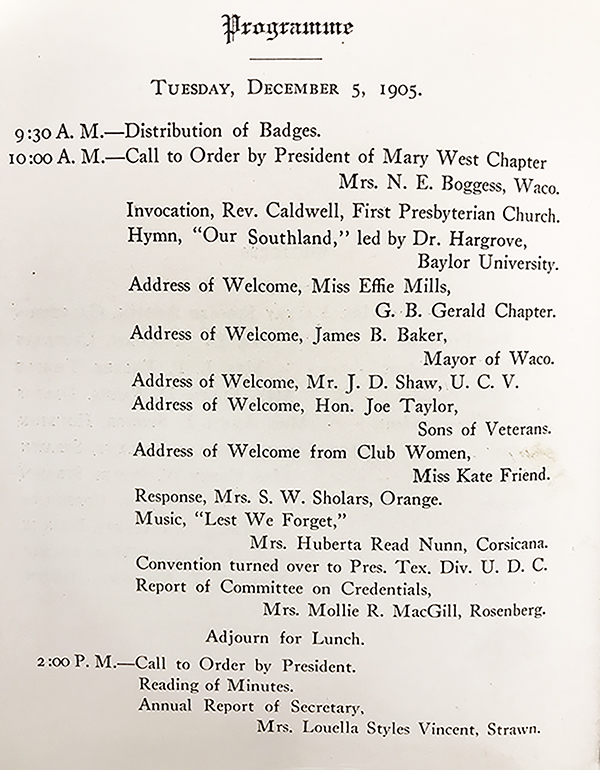 Programme
Tuesday, December 5, 1905.
9:30 A. M.—Distribution of Badges.
10:00 A. M.—Call to Order by President of Mary West Chapter
Mrs. N. E. Boggess, Waco.
Invocation, Rev. Caldwell, First Presbyterian Church.
Hymn, “Our Southland,” led by Dr. Hargrove,
Baylor University.
Address of Welcome, Miss Effie Mills,
G. B. Gerald Chapter.
Address of Welcome, James B. Baker,
Mayor of Waco.
Address of Welcome, Mr. J. D. Shaw, U. C. V.
Address of Welcome, Hon. Joe Taylor,
Sons of Veterans.
Address of Welcome from Club Women,
Miss Kate Friend.
Response, Mrs. S. W. Sholars, Orange.
Music, “Lest We Forget,”
Mrs. Huberta Read Nunn, Corsicana.
Convention turned over to Pres. Tex. Div. U. D. C.
Report of Committee on Credentials,
Mrs. Mollie R. MacGill, Rosenberg.
Adjourn for Lunch.
2:00 P. M.—Call to Order by President.
Reading of Minutes.
Annual Report of Secretary,
Mrs. Louella Styles Vincent, Strawn.